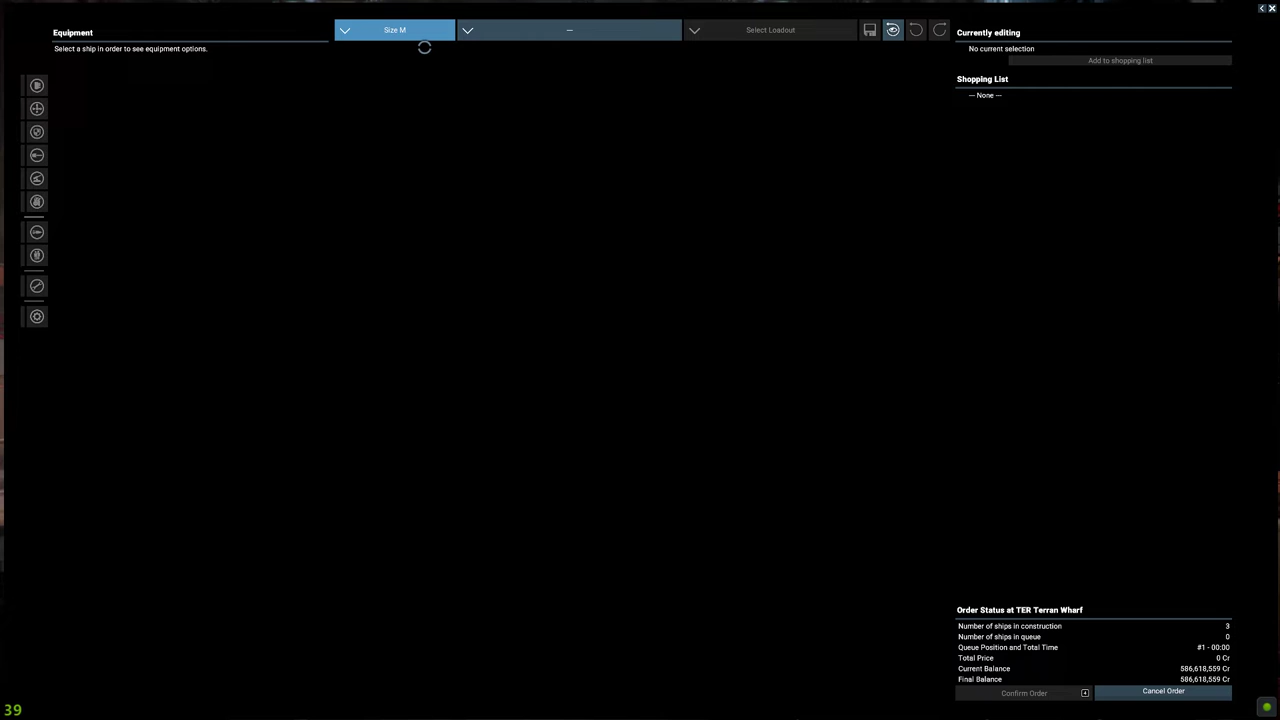 Equipment
Select a ship in order to see equipment options.
Size M
—
Select Loadout
Currently editing
No current selection
Add to shopping list
Shopping List
— None —
Order Status at TER Terran Wharf
Number of ships in construction 3
Number of ships in queue 0
Queue Position and Total Time #1 - 00:00
Total Price 0 Cr
Current Balance 586,618,559 Cr
Final Balance 586,618,559 Cr
Confirm Order
Cancel Order
39